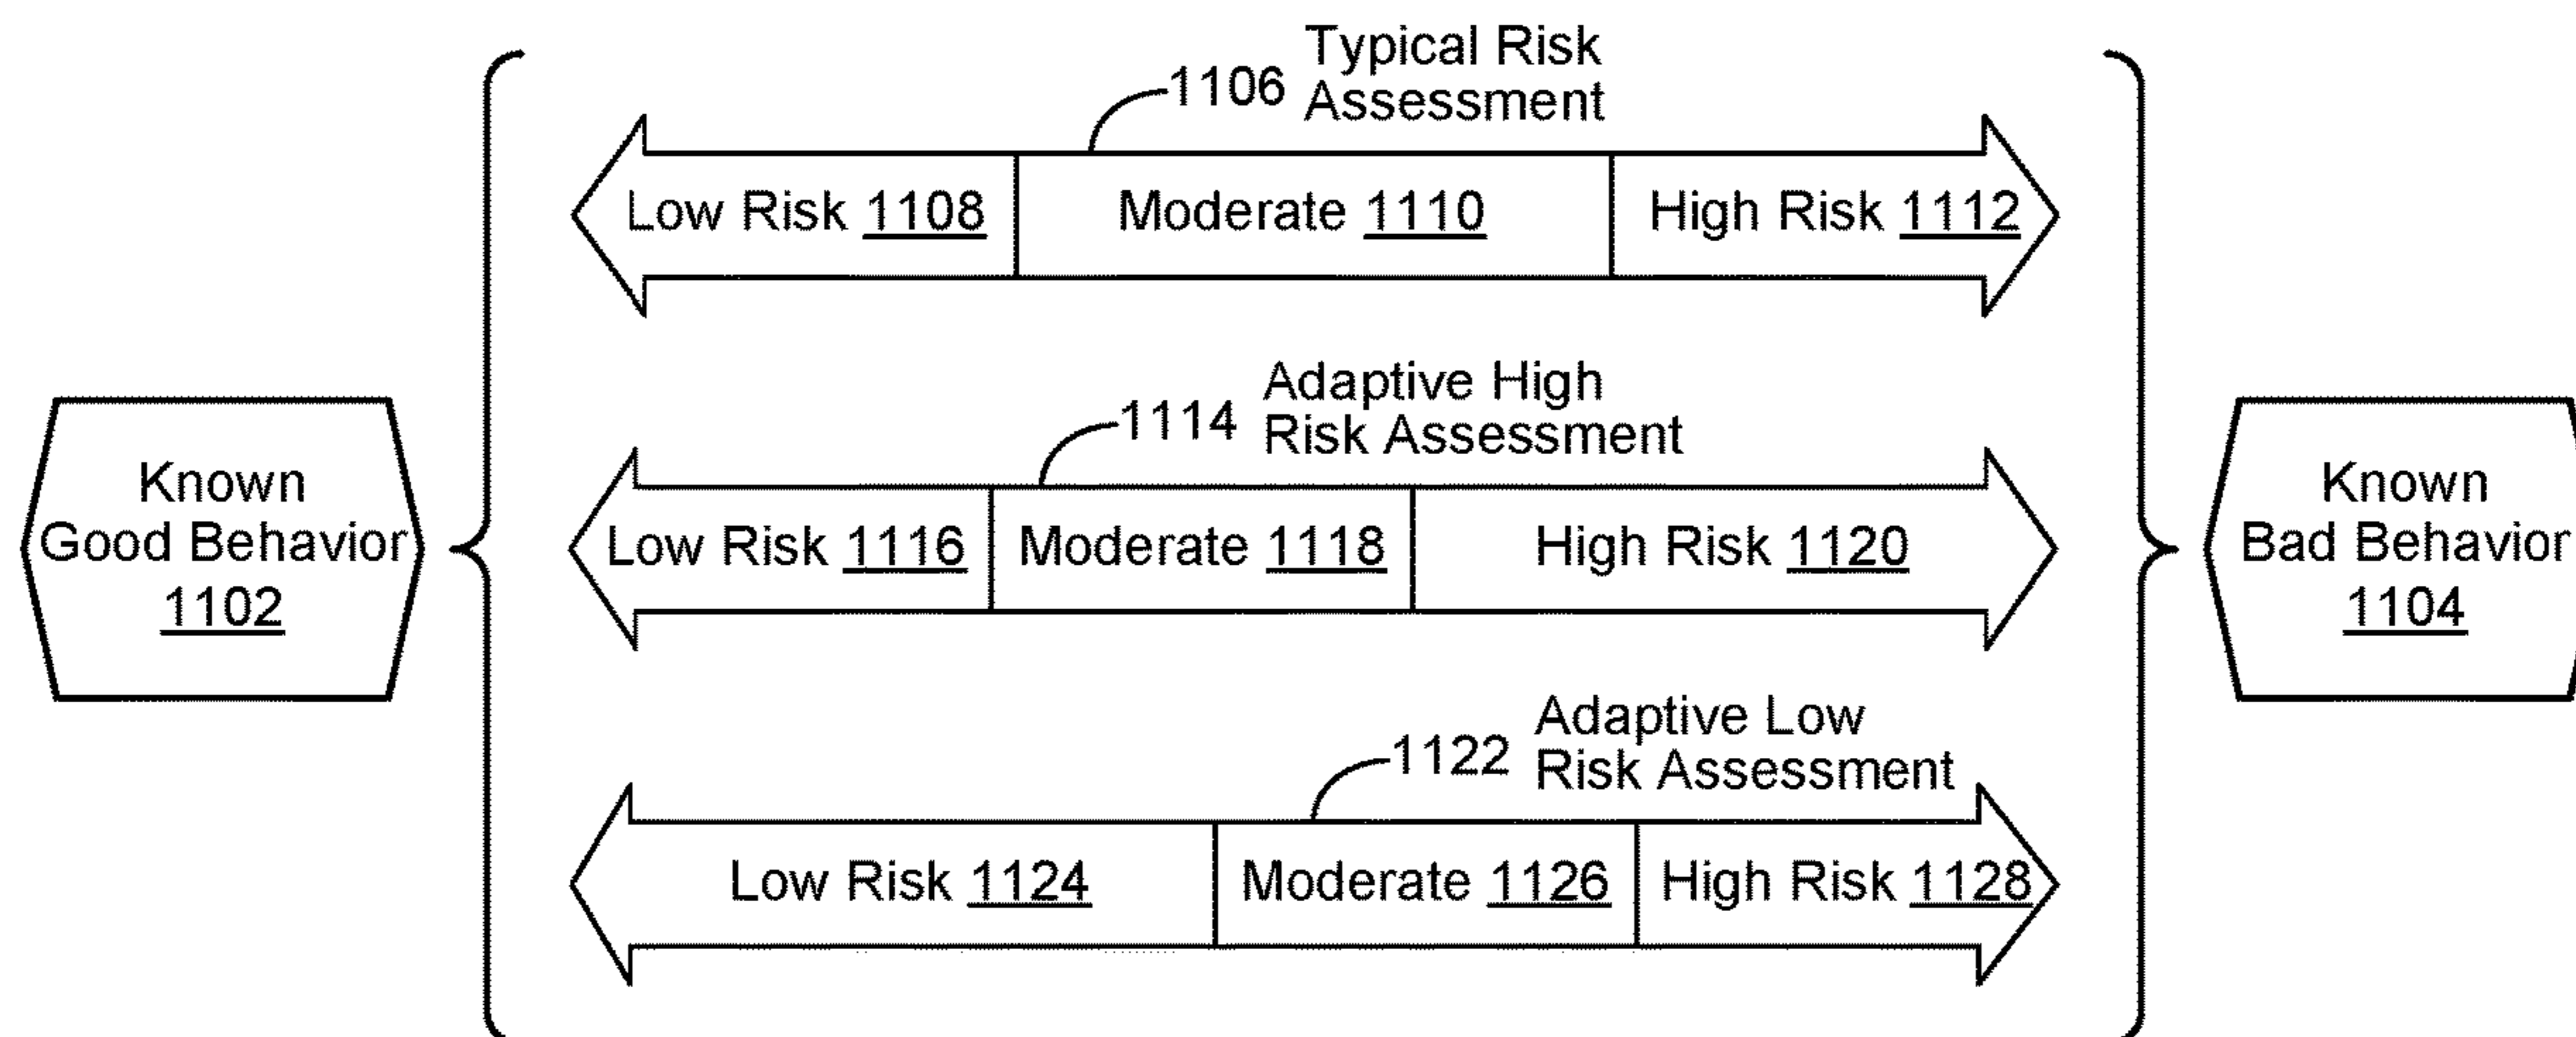 Typical Risk
1106 Assessment
Low Risk 1108 Moderate 1110 High Risk 1112
Adaptive High
1114 Risk Assessment
Known
Good Behavior
1102
Low Risk 1116 Moderate 1118 High Risk 1120
Known
Bad Behavior
1104
Adaptive Low
1122 Risk Assessment
Low Risk 1124 Moderate 1126 High Risk 1128